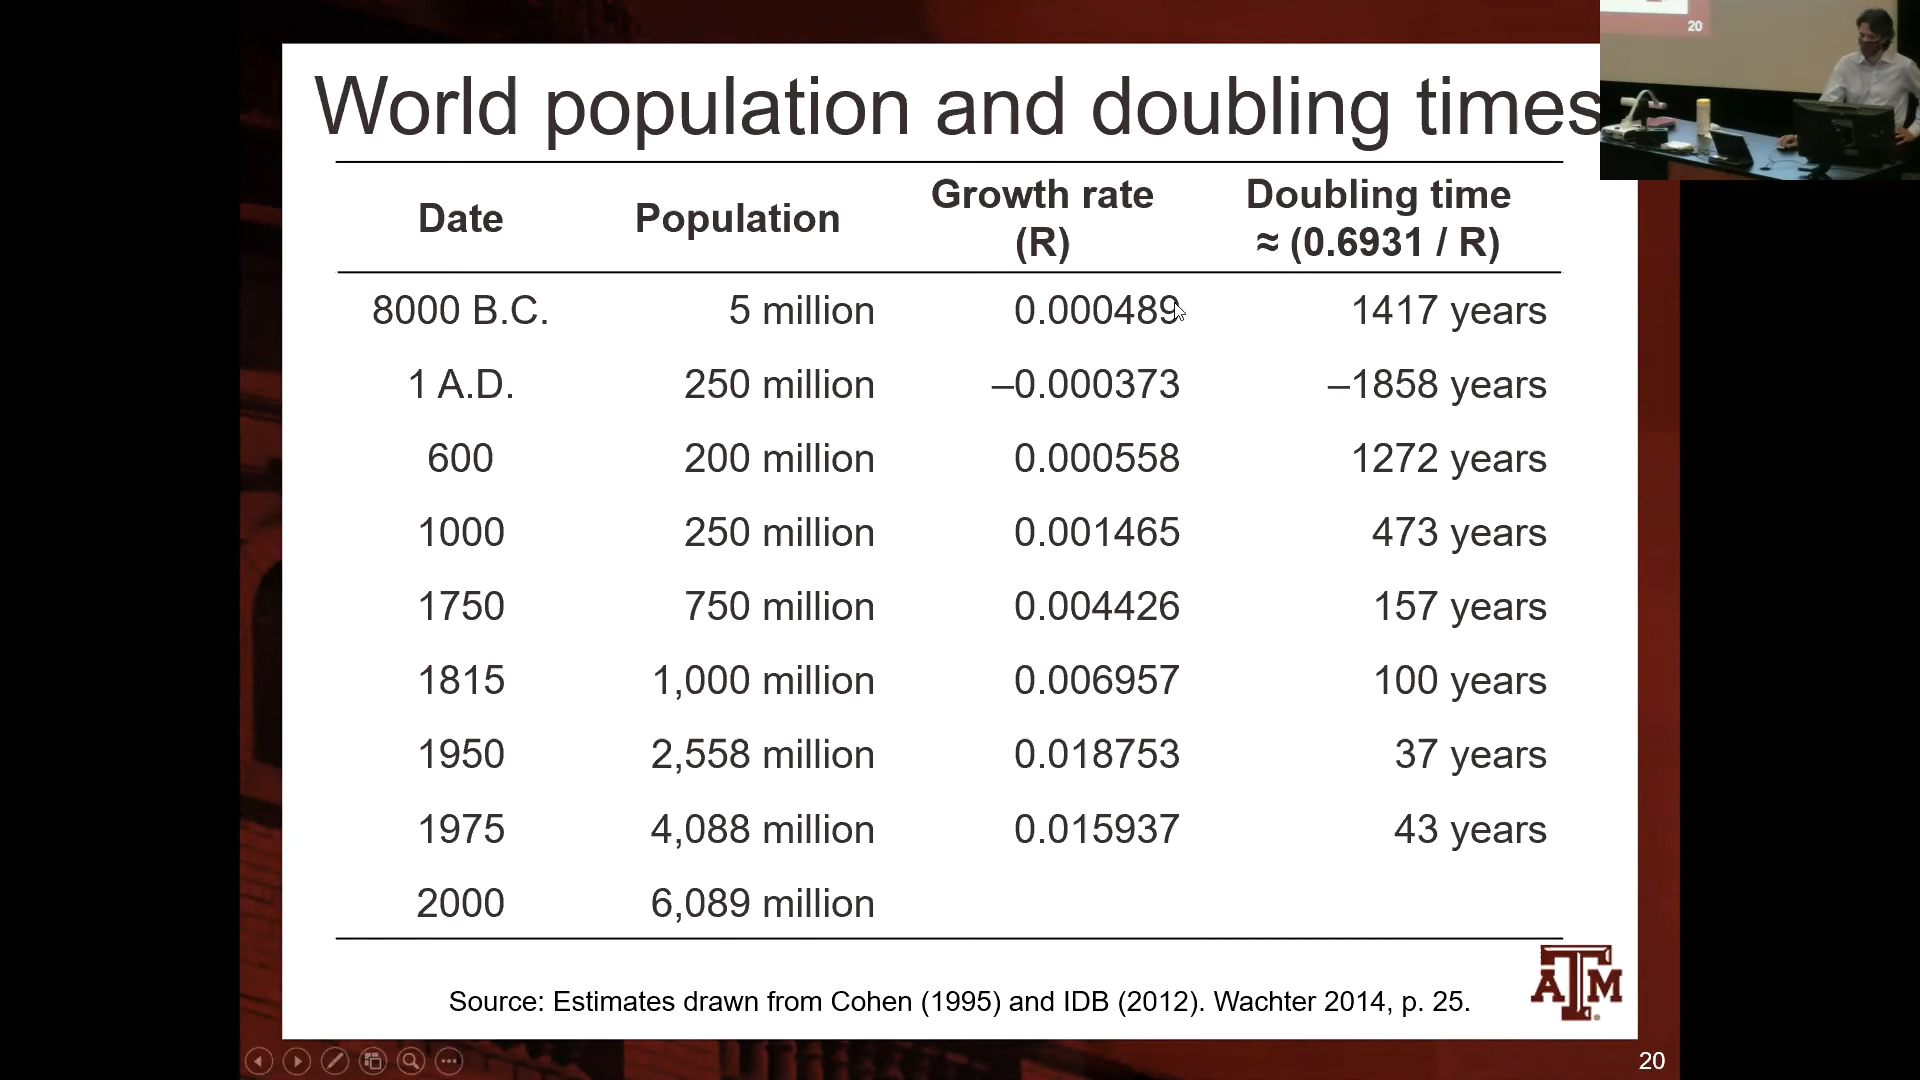 World population and doubling times
Date Population Growth rate (R) Doubling time ≈ (0.6931 / R)
8000 B.C. 5 million 0.000489 1417 years
1 A.D. 250 million –0.000373 –1858 years
600 200 million 0.000558 1272 years
1000 250 million 0.001465 473 years
1750 750 million 0.004426 157 years
1815 1,000 million 0.006957 100 years
1950 2,558 million 0.018753 37 years
1975 4,088 million 0.015937 43 years
2000 6,089 million
Source: Estimates drawn from Cohen (1995) and IDB (2012). Wachter 2014, p. 25.
ATM
20
20